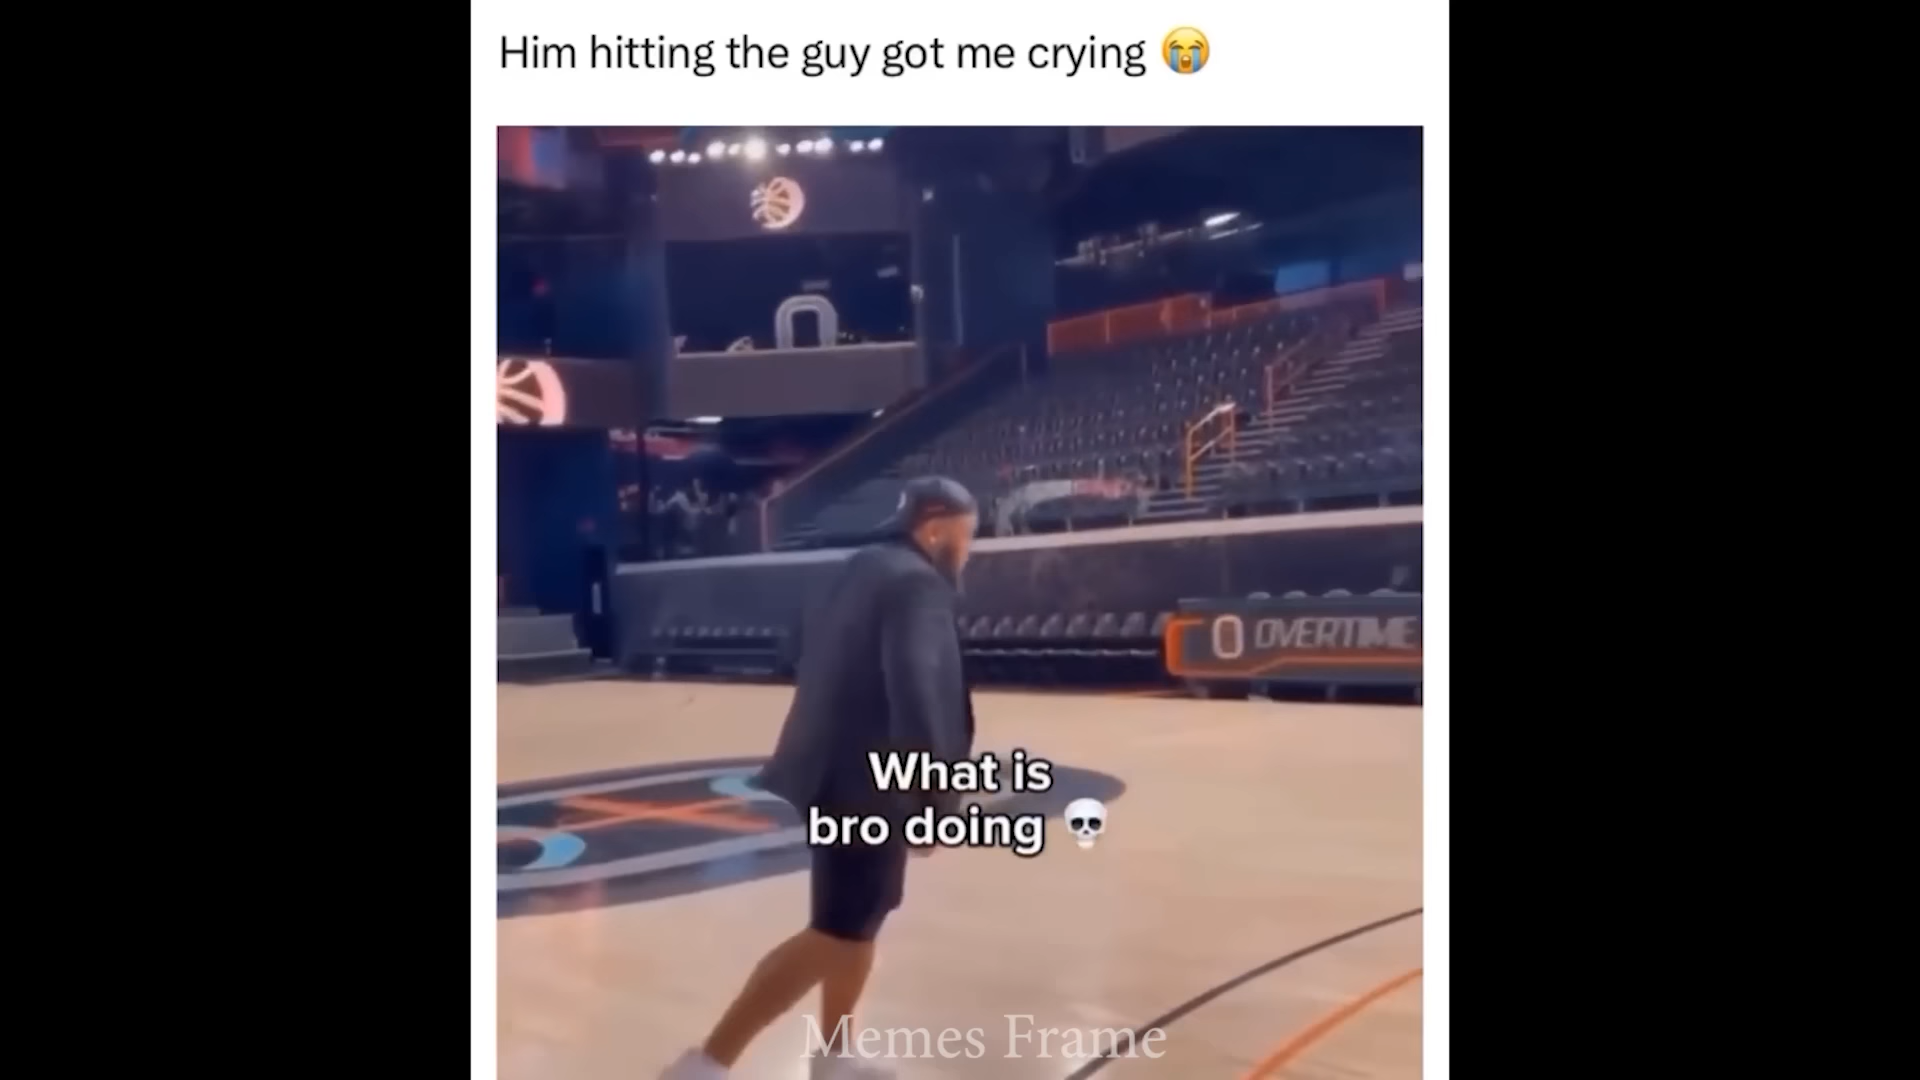 Him hitting the guy got me crying 😭
OVERTIME
What is
bro doing 💀
Memes Frame